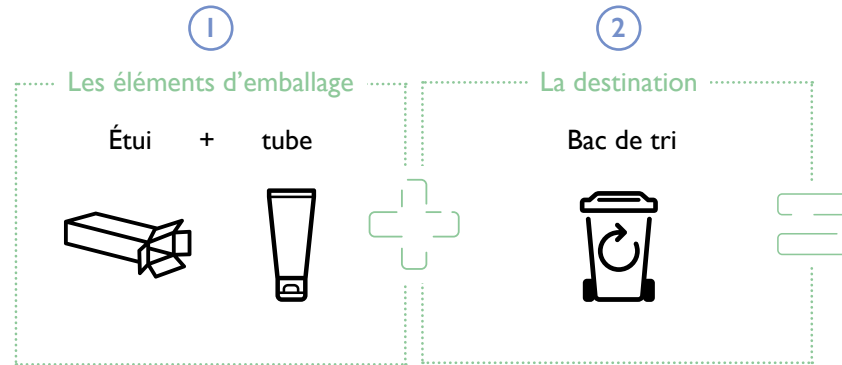 1
2
Les éléments d’emballage
La destination
Étui + tube
Bac de tri